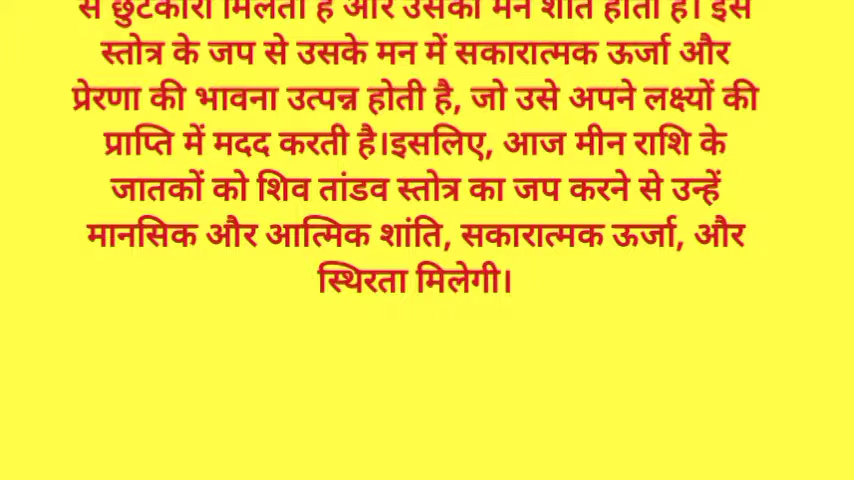 से छुटकारा मिलता है और उसका मन शांत होता है। इस
स्तोत्र के जप से उसके मन में सकारात्मक ऊर्जा और
प्रेरणा की भावना उत्पन्न होती है, जो उसे अपने लक्ष्यों की
प्राप्ति में मदद करती है।इसलिए, आज मीन राशि के
जातकों को शिव तांडव स्तोत्र का जप करने से उन्हें
मानसिक और आत्मिक शांति, सकारात्मक ऊर्जा, और
स्थिरता मिलेगी।